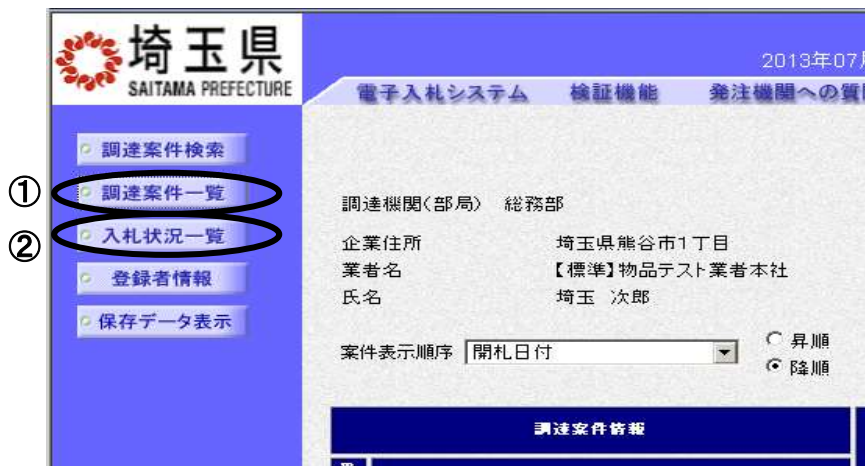 埼玉県
SAITAMA PREFECTURE
2013年07
電子入札システム 検証機能 発注機関への質
調達案件検索
① 調達案件一覧
② 入札状況一覧
登録者情報
保存データ表示
調達機関(部局) 総務部
企業住所 埼玉県熊谷市1丁目
業者名 【標準】物品テスト業者本社
氏名 埼玉 次郎
案件表示順序 開札日付
昇順
降順
調達案件情報